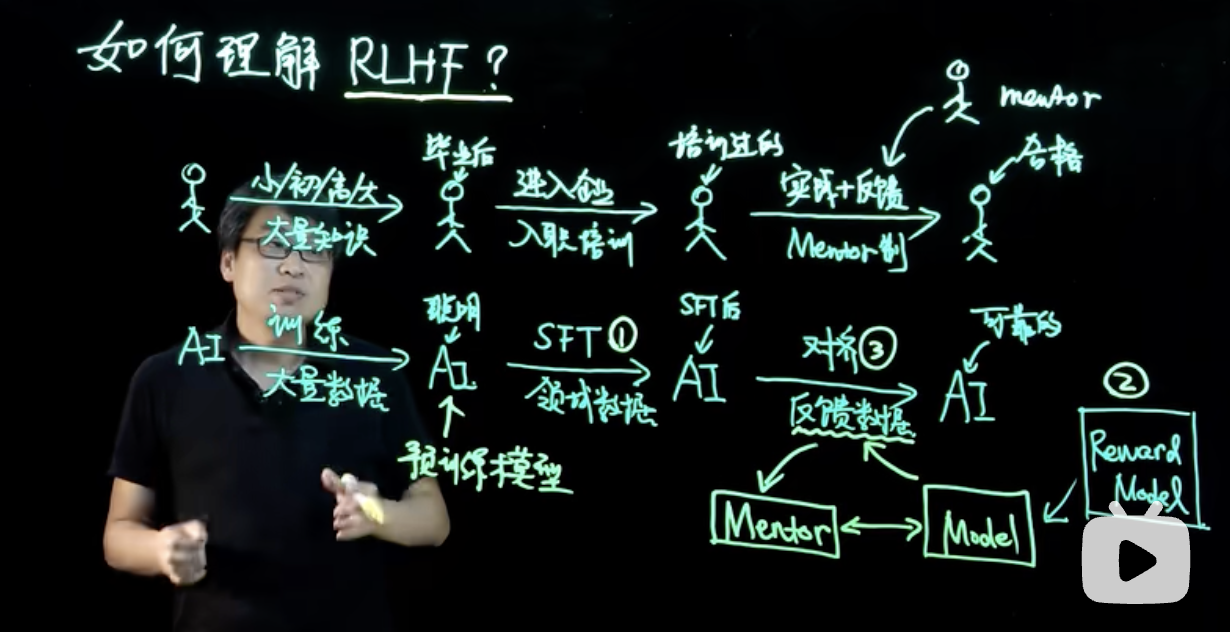 如何理解 RLHF?
mentor
毕业后
培训过的
合格
小/初/高/大
进入企业
实践+反馈
大量知识
入职培训
Mentor制
聪明
SFT后
可靠的
AI
训练
AI
SFT ①
AI
对齐③
AI
②
大量数据
领域数据
反馈数据
预训练模型
Reward
Model
Mentor
Model